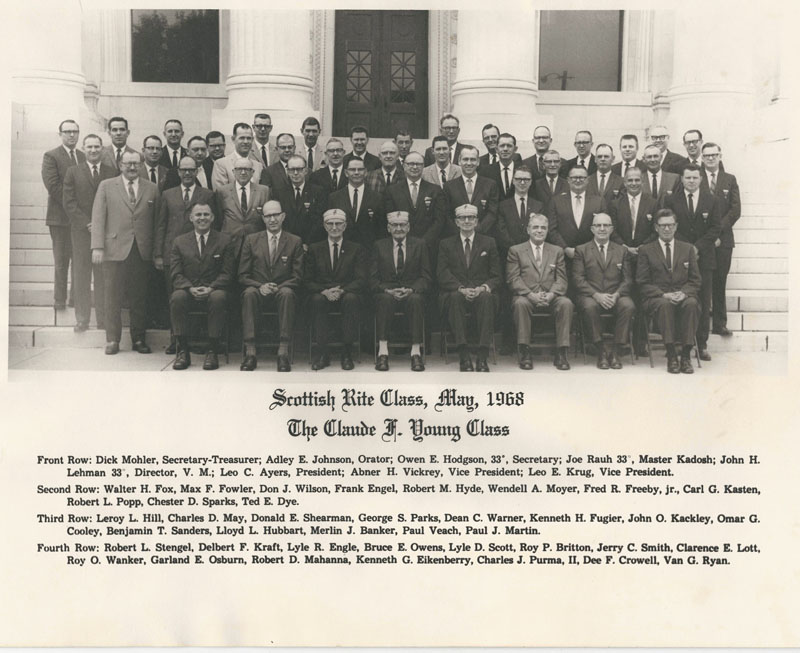 Scottish Rite Class, May, 1968
The Claude F. Young Class
Front Row: Dick Mohler, Secretary-Treasurer; Adley E. Johnson, Orator; Owen E. Hodgson, 33°, Secretary; Joe Rauh 33°, Master Kadosh; John H.
Lehman 33°, Director, V. M.; Leo C. Ayers, President; Abner H. Vickrey, Vice President; Leo E. Krug, Vice President.
Second Row: Walter H. Fox, Max F. Fowler, Don J. Wilson, Frank Engel, Robert M. Hyde, Wendell A. Moyer, Fred R. Freeby, jr., Carl G. Kasten,
Robert L. Popp, Chester D. Sparks, Ted E. Dye.
Third Row: Leroy L. Hill, Charles D. May, Donald E. Shearman, George S. Parks, Dean C. Warner, Kenneth H. Fugier, John O. Kackley, Omar G.
Cooley, Benjamin T. Sanders, Lloyd L. Hubbart, Merlin J. Banker, Paul Veach, Paul J. Martin.
Fourth Row: Robert L. Stengel, Delbert F. Kraft, Lyle R. Engle, Bruce E. Owens, Lyle D. Scott, Roy P. Britton, Jerry C. Smith, Clarence E. Lott,
Roy O. Wanker, Garland E. Osburn, Robert D. Mahanna, Kenneth G. Eikenberry, Charles J. Purma, II, Dee F. Crowell, Van G. Ryan.